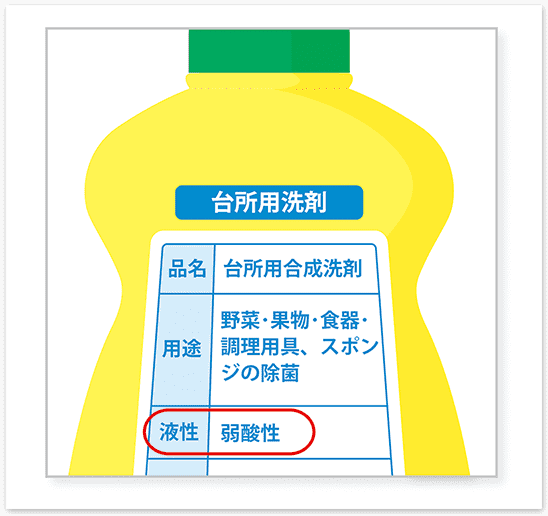 台所用洗剤
品名 台所用合成洗剤
用途 野菜・果物・食器・
調理用具、スポン
ジの除菌
液性 弱酸性